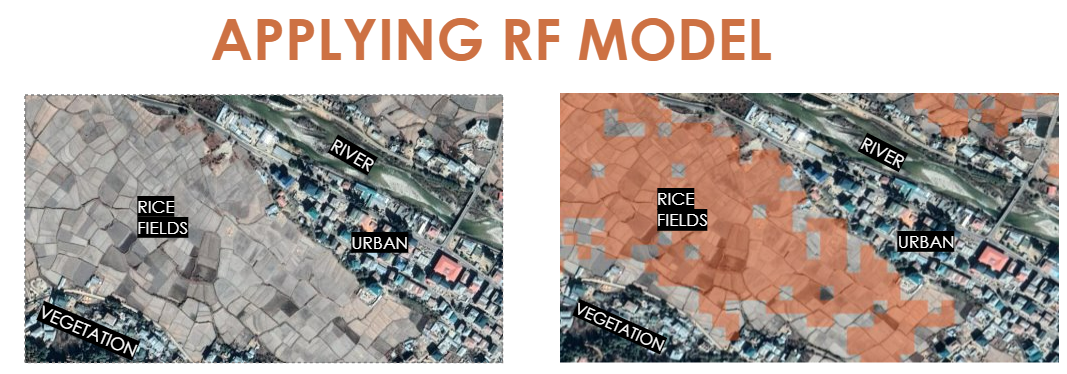 APPLYING RF MODEL
RIVER
RICE
FIELDS
URBAN
VEGETATION
RIVER
RICE
FIELDS
URBAN
VEGETATION